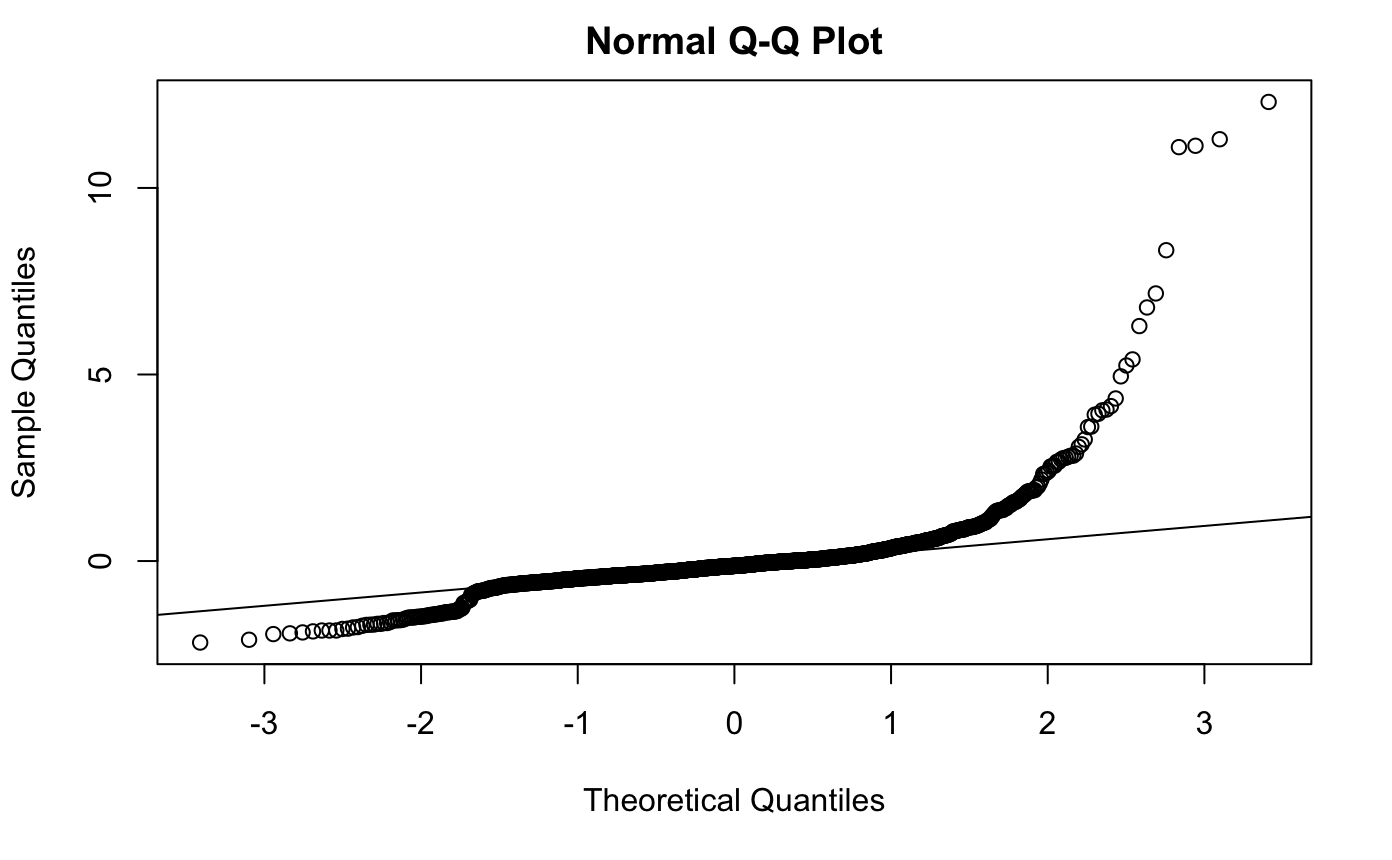 Normal Q-Q Plot
Sample Quantiles
10
5
0
-3 -2 -1 0 1 2 3
Theoretical Quantiles